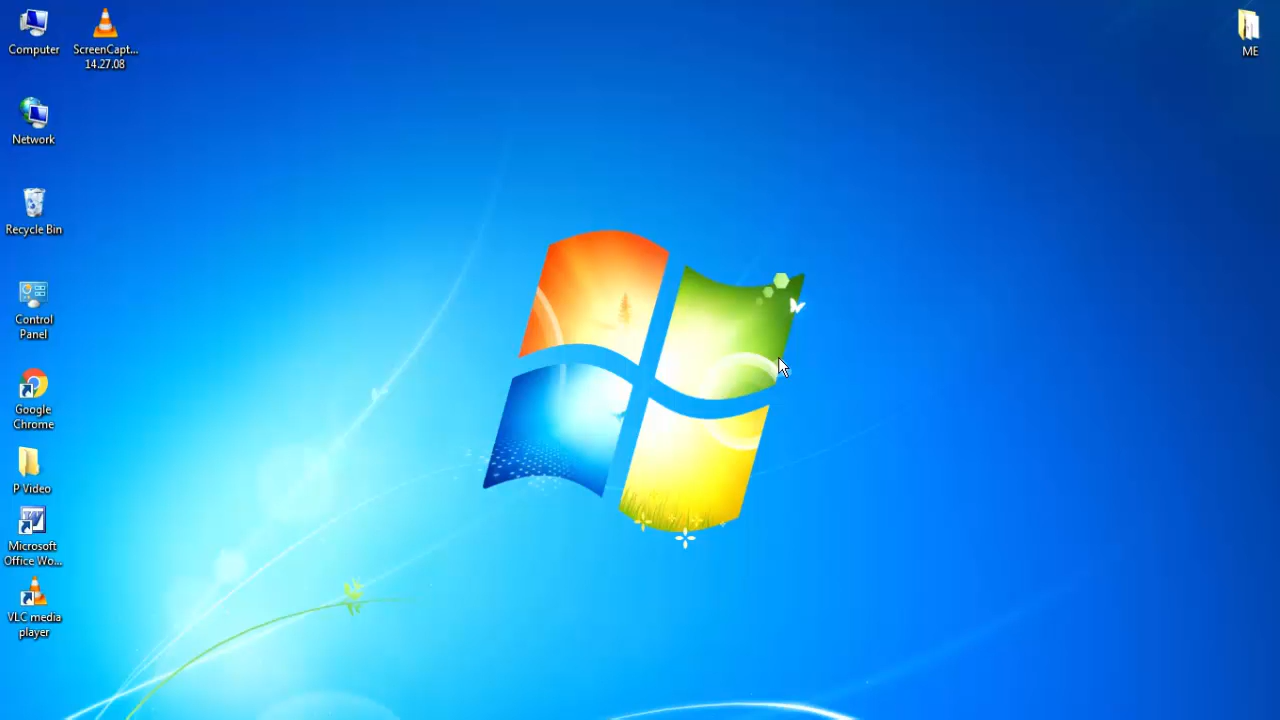 Computer
ScreenCapt...
14.27.08
ME
Network
Recycle Bin
Control
Panel
Google
Chrome
P Video
Microsoft
Office Wo...
VLC media
player